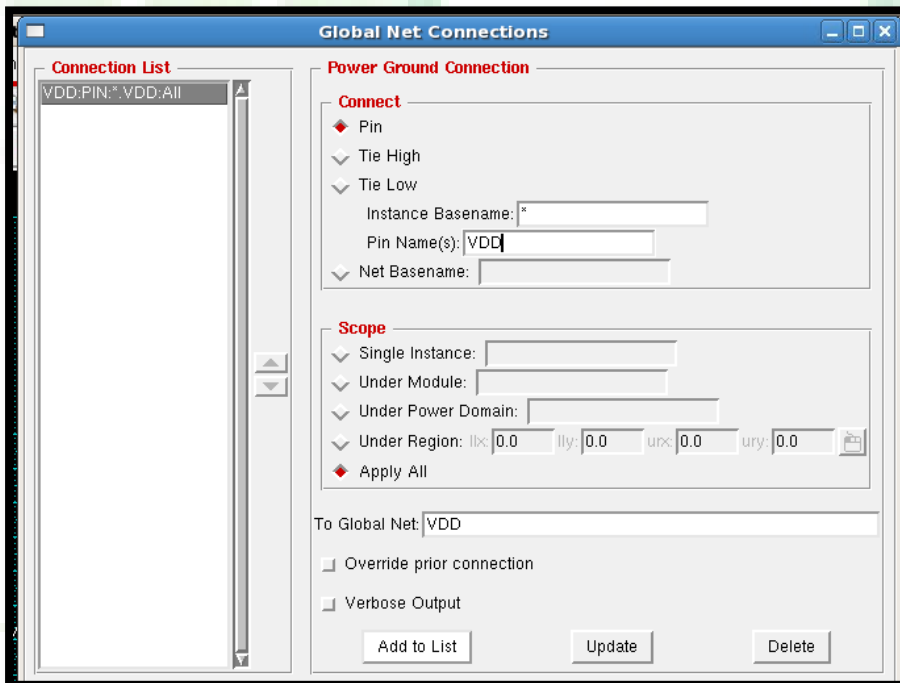 Global Net Connections
Connection List
VDD:PIN:*.VDD:All
Power Ground Connection
Connect
Pin
Tie High
Tie Low
Instance Basename: *
Pin Name(s): VDD
Net Basename:
Scope
Single Instance:
Under Module:
Under Power Domain:
Under Region: llx: 0.0 lly: 0.0 urx: 0.0 ury: 0.0
Apply All
To Global Net: VDD
Override prior connection
Verbose Output
Add to List Update Delete